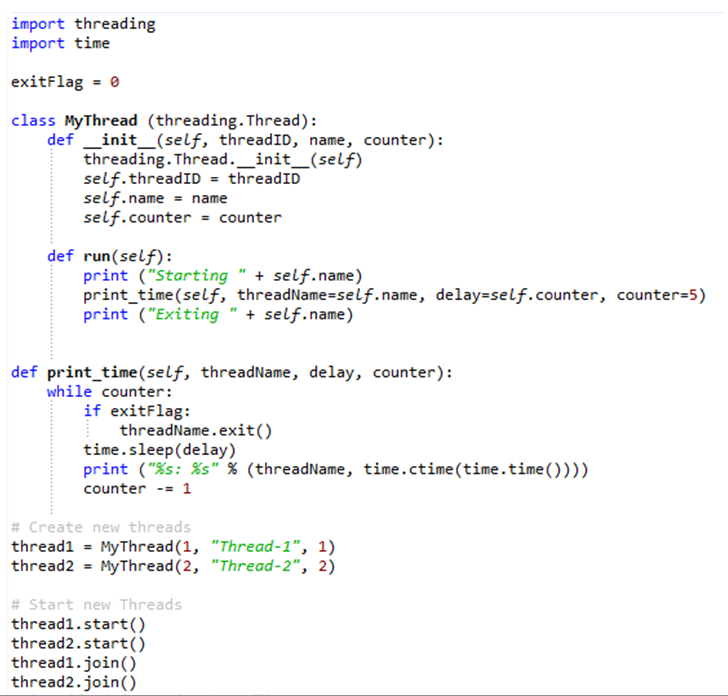 import threading
import time
exitFlag = 0
class MyThread (threading.Thread):
    def __init__(self, threadID, name, counter):
        threading.Thread.__init__(self)
        self.threadID = threadID
        self.name = name
        self.counter = counter
    def run(self):
        print ("Starting " + self.name)
        print_time(self, threadName=self.name, delay=self.counter, counter=5)
        print ("Exiting " + self.name)
def print_time(self, threadName, delay, counter):
    while counter:
        if exitFlag:
            threadName.exit()
        time.sleep(delay)
        print ("%s: %s" % (threadName, time.ctime(time.time())))
        counter -= 1
# Create new threads
thread1 = MyThread(1, "Thread-1", 1)
thread2 = MyThread(2, "Thread-2", 2)
# Start new Threads
thread1.start()
thread2.start()
thread1.join()
thread2.join()